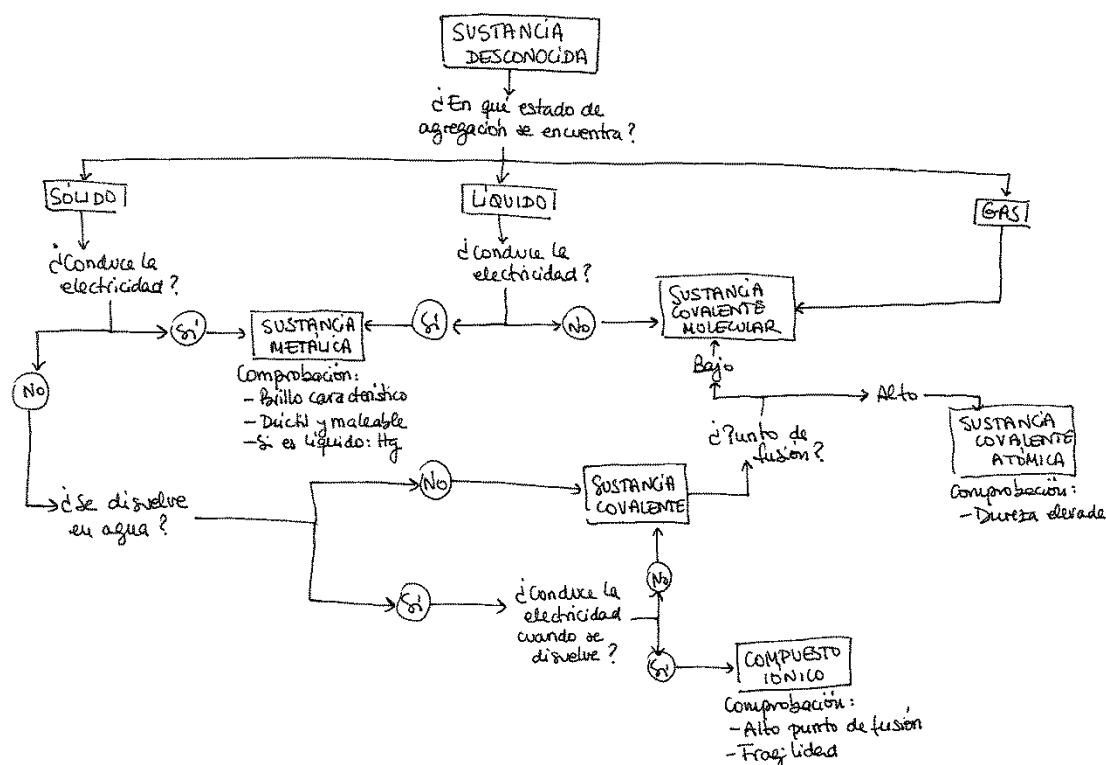 SUSTANCIA
DESCONOCIDA
¿En qué estado de
agregación se encuentra?
SÓLIDO
LÍQUIDO
GAS
¿Conduce la
electricidad?
¿Conduce la
electricidad?
SUSTANCIA
COVALENTE
MOLECULAR
Sí
SUSTANCIA
METÁLICA
Sí
No
No
Comprobación:
- Brillo característico
- Dúctil y maleable
- Si es líquido: Hg
Bajo
Alto
¿Punto de
fusión?
SUSTANCIA
COVALENTE
ATÓMICA
Comprobación:
- Dureza elevada
¿Se disuelve
en agua?
No
SUSTANCIA
COVALENTE
Sí
¿Conduce la
electricidad
cuando se
disuelve?
No
Sí
COMPUESTO
IÓNICO
Comprobación:
- Alto punto de fusión
- Fragilidad